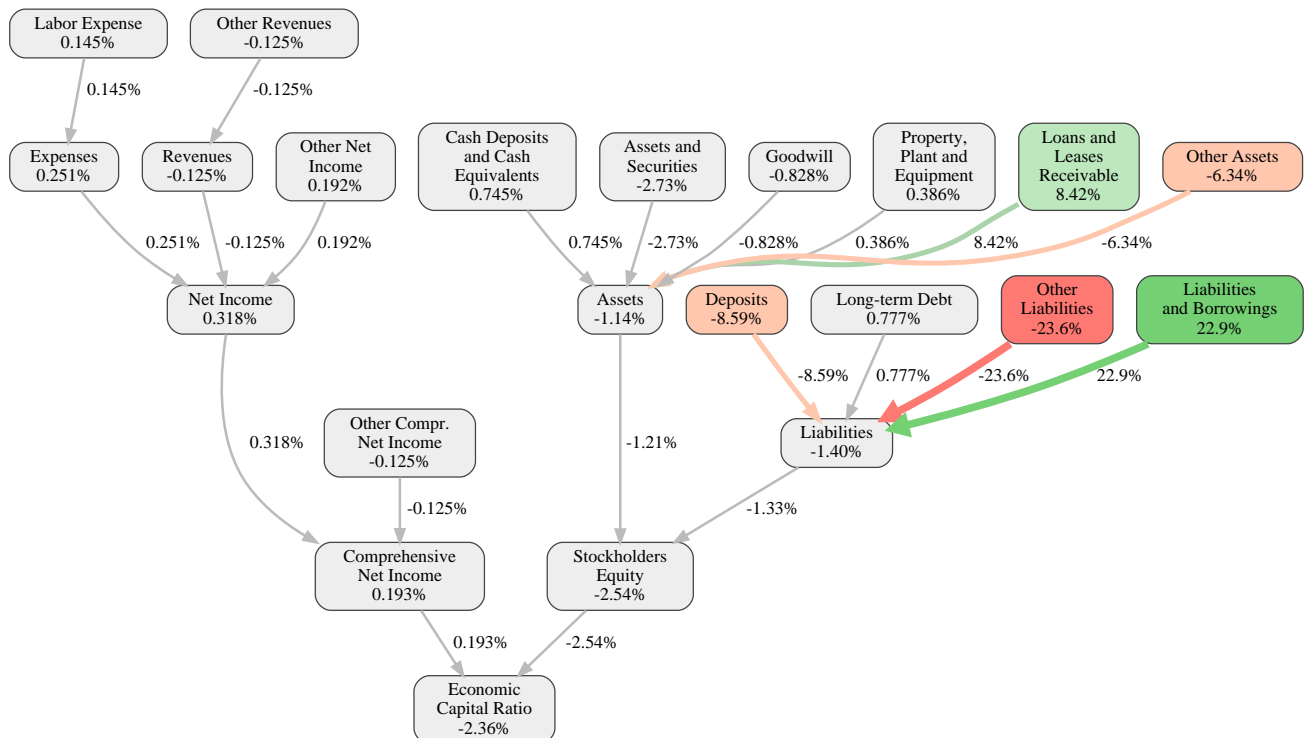 Labor Expense
0.145%
Other Revenues
-0.125%
0.145%
-0.125%
Expenses
0.251%
Revenues
-0.125%
Other Net
Income
0.192%
Cash Deposits
and Cash
Equivalents
0.745%
Assets and
Securities
-2.73%
Goodwill
-0.828%
Property,
Plant and
Equipment
0.386%
Loans and
Leases
Receivable
8.42%
Other Assets
-6.34%
0.251%
-0.125%
0.192%
0.745%
-2.73%
-0.828%
0.386%
8.42%
-6.34%
Net Income
0.318%
Assets
-1.14%
Deposits
-8.59%
Long-term Debt
0.777%
Other
Liabilities
-23.6%
Liabilities
and Borrowings
22.9%
-8.59%
0.777%
-23.6%
22.9%
0.318%
Other Compr.
Net Income
-0.125%
-1.21%
Liabilities
-1.40%
-0.125%
-1.33%
Comprehensive
Net Income
0.193%
Stockholders
Equity
-2.54%
0.193%
-2.54%
Economic
Capital Ratio
-2.36%